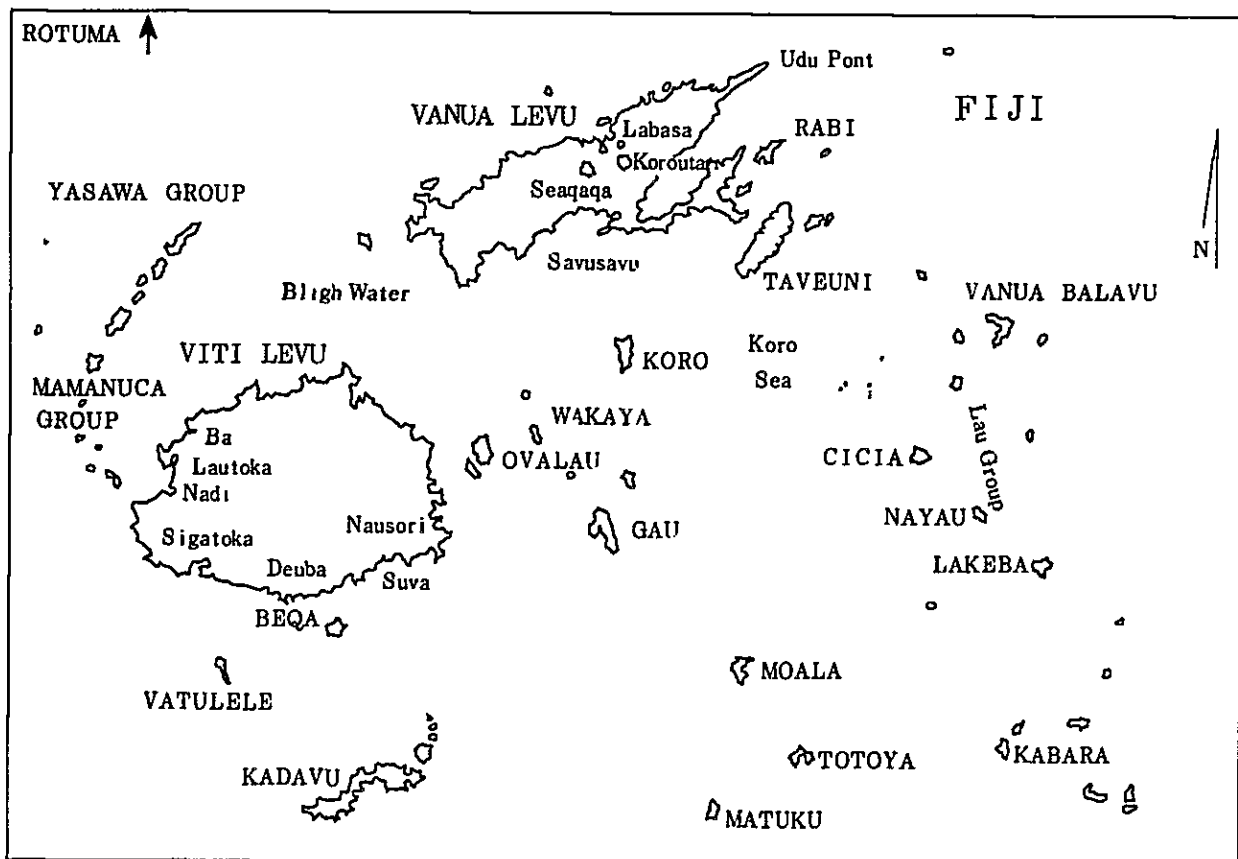 ROTUMA
Udu Pont
FIJI
VANUA LEVU
Labasa
RABI
Koroutari
YASAWA GROUP
Seaqaqa
N
Savusavu
TAVEUNI
Bligh Water
VANUA BALAVU
VITI LEVU
KORO
Koro
Sea
MAMANUCA
GROUP
WAKAYA
Ba
OVALAU
CICIA
Lau Group
Lautoka
Nadi
NAYAU
Nausori
GAU
Sigatoka
LAKEBA
Deuba
Suva
BEQA
MOALA
VATULELE
KADAVU
TOTOYA
KABARA
MATUKU